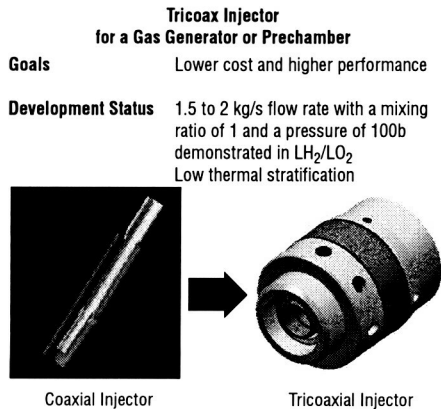 Tricoax Injector
for a Gas Generator or Prechamber
Goals Lower cost and higher performance
Development Status 1.5 to 2 kg/s flow rate with a mixing
ratio of 1 and a pressure of 100b
demonstrated in LH₂/LO₂
Low thermal stratification
Coaxial Injector Tricoaxial Injector